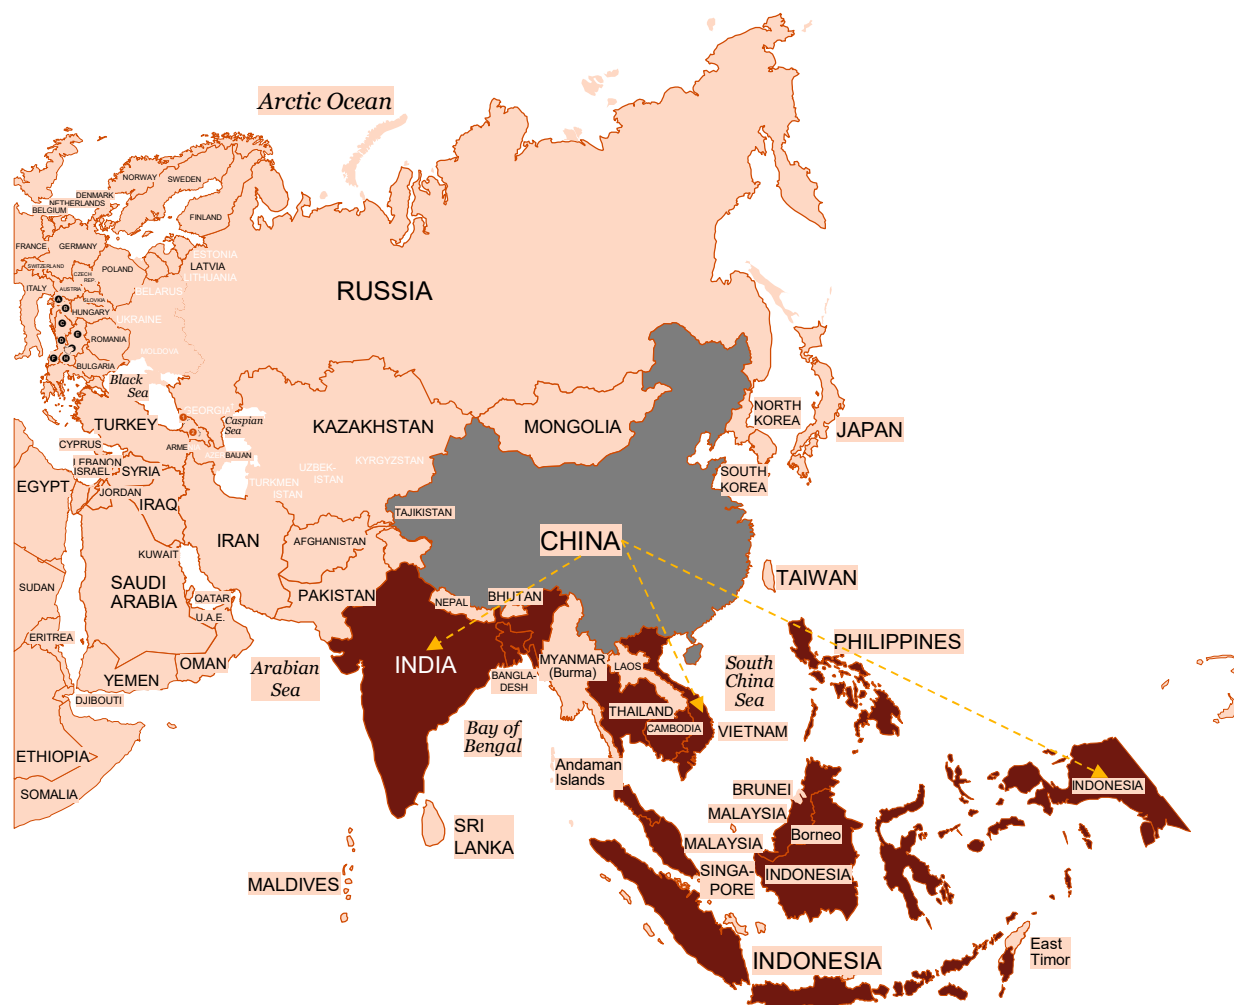 Arctic Ocean
NORWAY
SWEDEN
DENMARK
NETHERLANDS
BELGIUM
FINLAND
FRANCE
GERMANY
ESTONIA
LATVIA
LITHUANIA
SWITZERLAND
CZECH
REP.
POLAND
ITALY
AUSTRIA
SLOVKIA
BELARUS
RUSSIA
A
B
HUNGARY
C
UKRAINE
D
E
ROMANIA
MOLDOVA
F
H
BULGARIA
Black
Sea
GEORGIA
Caspian
Sea
TURKEY
KAZAKHSTAN
MONGOLIA
NORTH
KOREA
JAPAN
CYPRUS
ARME
BAIJAN
LEBANON
ISRAEL
SYRIA
UZBEK-
ISTAN
KYRGYZSTAN
TURKMEN
ISTAN
SOUTH
KOREA
EGYPT
JORDAN
IRAQ
TAJIKISTAN
IRAN
AFGHANISTAN
CHINA
KUWAIT
SUDAN
SAUDI
ARABIA
QATAR
U.A.E.
PAKISTAN
NEPAL
BHUTAN
TAIWAN
ERITREA
OMAN
YEMEN
Arabian
Sea
INDIA
BANGLA-
DESH
MYANMAR
(Burma)
LAOS
South
China
Sea
PHILIPPINES
DJIBOUTI
THAILAND
CAMBODIA
VIETNAM
Bay of
Bengal
ETHIOPIA
Andaman
Islands
SOMALIA
BRUNEI
MALAYSIA
INDONESIA
SRI
LANKA
MALAYSIA
Borneo
SINGA-
PORE
INDONESIA
MALDIVES
INDONESIA
East
Timor